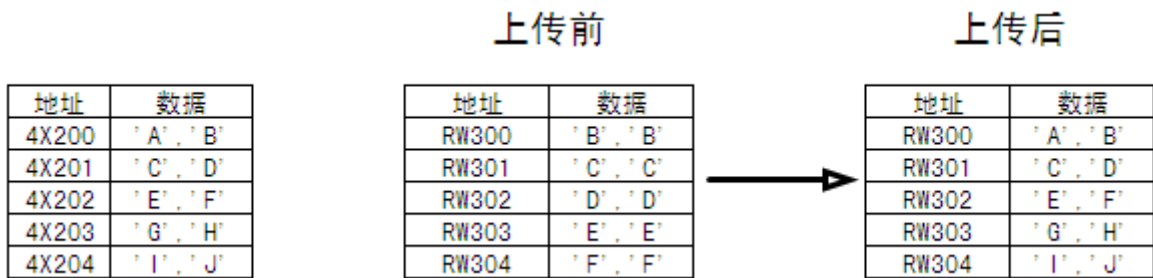 上传前 上传后
地址 数据 地址 数据 地址 数据
4X200 'A','B' RW300 'B','B' RW300 'A','B'
4X201 'C','D' RW301 'C','C' RW301 'C','D'
4X202 'E','F' RW302 'D','D' RW302 'E','F'
4X203 'G','H' RW303 'E','E' RW303 'G','H'
4X204 'I','J' RW304 'F','F' RW304 'I','J'